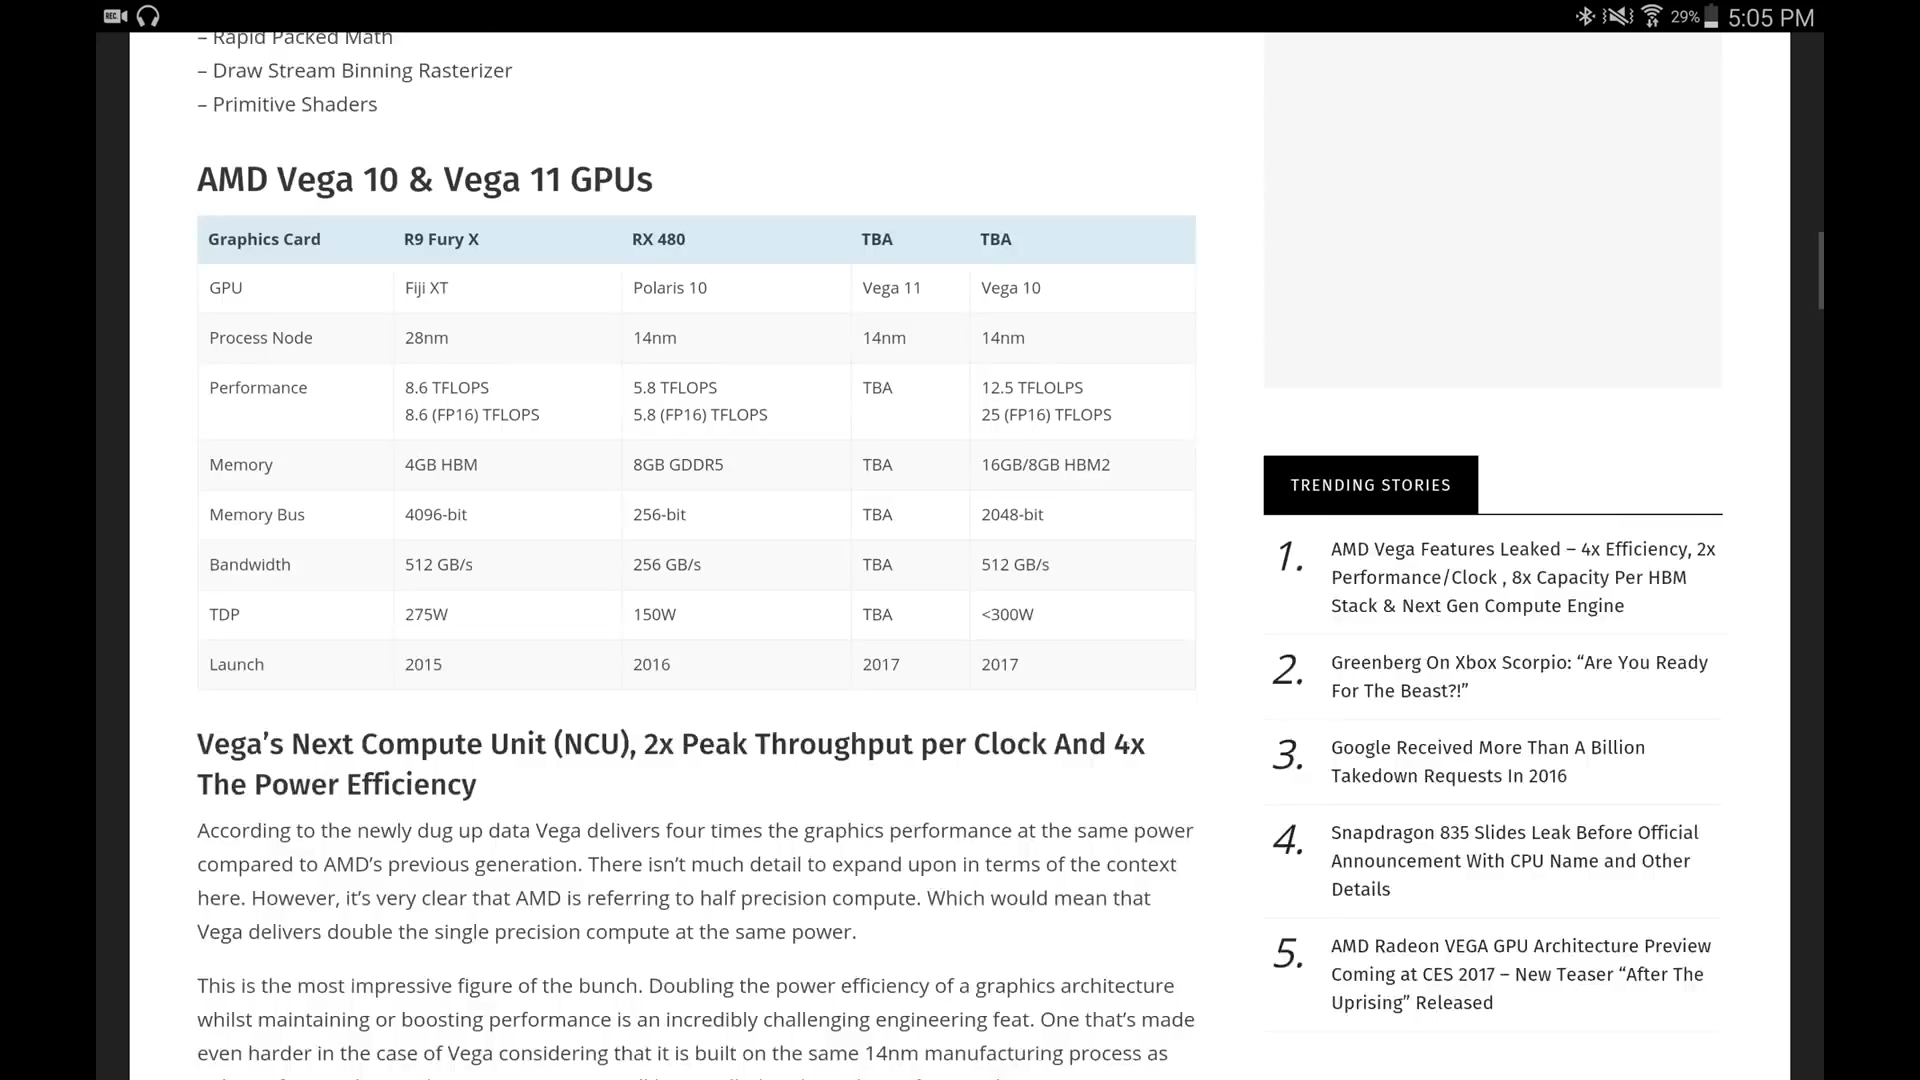 REC 29% 5:05 PM
– Rapid Packed Math
– Draw Stream Binning Rasterizer
– Primitive Shaders
AMD Vega 10 & Vega 11 GPUs
Graphics Card R9 Fury X RX 480 TBA TBA
GPU Fiji XT Polaris 10 Vega 11 Vega 10
Process Node 28nm 14nm 14nm 14nm
Performance 8.6 TFLOPS 5.8 TFLOPS TBA 12.5 TFLOLPS
8.6 (FP16) TFLOPS 5.8 (FP16) TFLOPS 25 (FP16) TFLOPS
Memory 4GB HBM 8GB GDDR5 TBA 16GB/8GB HBM2
Memory Bus 4096-bit 256-bit TBA 2048-bit
Bandwidth 512 GB/s 256 GB/s TBA 512 GB/s
TDP 275W 150W TBA <300W
Launch 2015 2016 2017 2017
Vega’s Next Compute Unit (NCU), 2x Peak Throughput per Clock And 4x
The Power Efficiency
According to the newly dug up data Vega delivers four times the graphics performance at the same power
compared to AMD’s previous generation. There isn’t much detail to expand upon in terms of the context
here. However, it’s very clear that AMD is referring to half precision compute. Which would mean that
Vega delivers double the single precision compute at the same power.
This is the most impressive figure of the bunch. Doubling the power efficiency of a graphics architecture
whilst maintaining or boosting performance is an incredibly challenging engineering feat. One that’s made
even harder in the case of Vega considering that it is built on the same 14nm manufacturing process as
TRENDING STORIES
1. AMD Vega Features Leaked – 4x Efficiency, 2x
Performance/Clock , 8x Capacity Per HBM
Stack & Next Gen Compute Engine
2. Greenberg On Xbox Scorpio: “Are You Ready
For The Beast?!”
3. Google Received More Than A Billion
Takedown Requests In 2016
4. Snapdragon 835 Slides Leak Before Official
Announcement With CPU Name and Other
Details
5. AMD Radeon VEGA GPU Architecture Preview
Coming at CES 2017 – New Teaser “After The
Uprising” Released